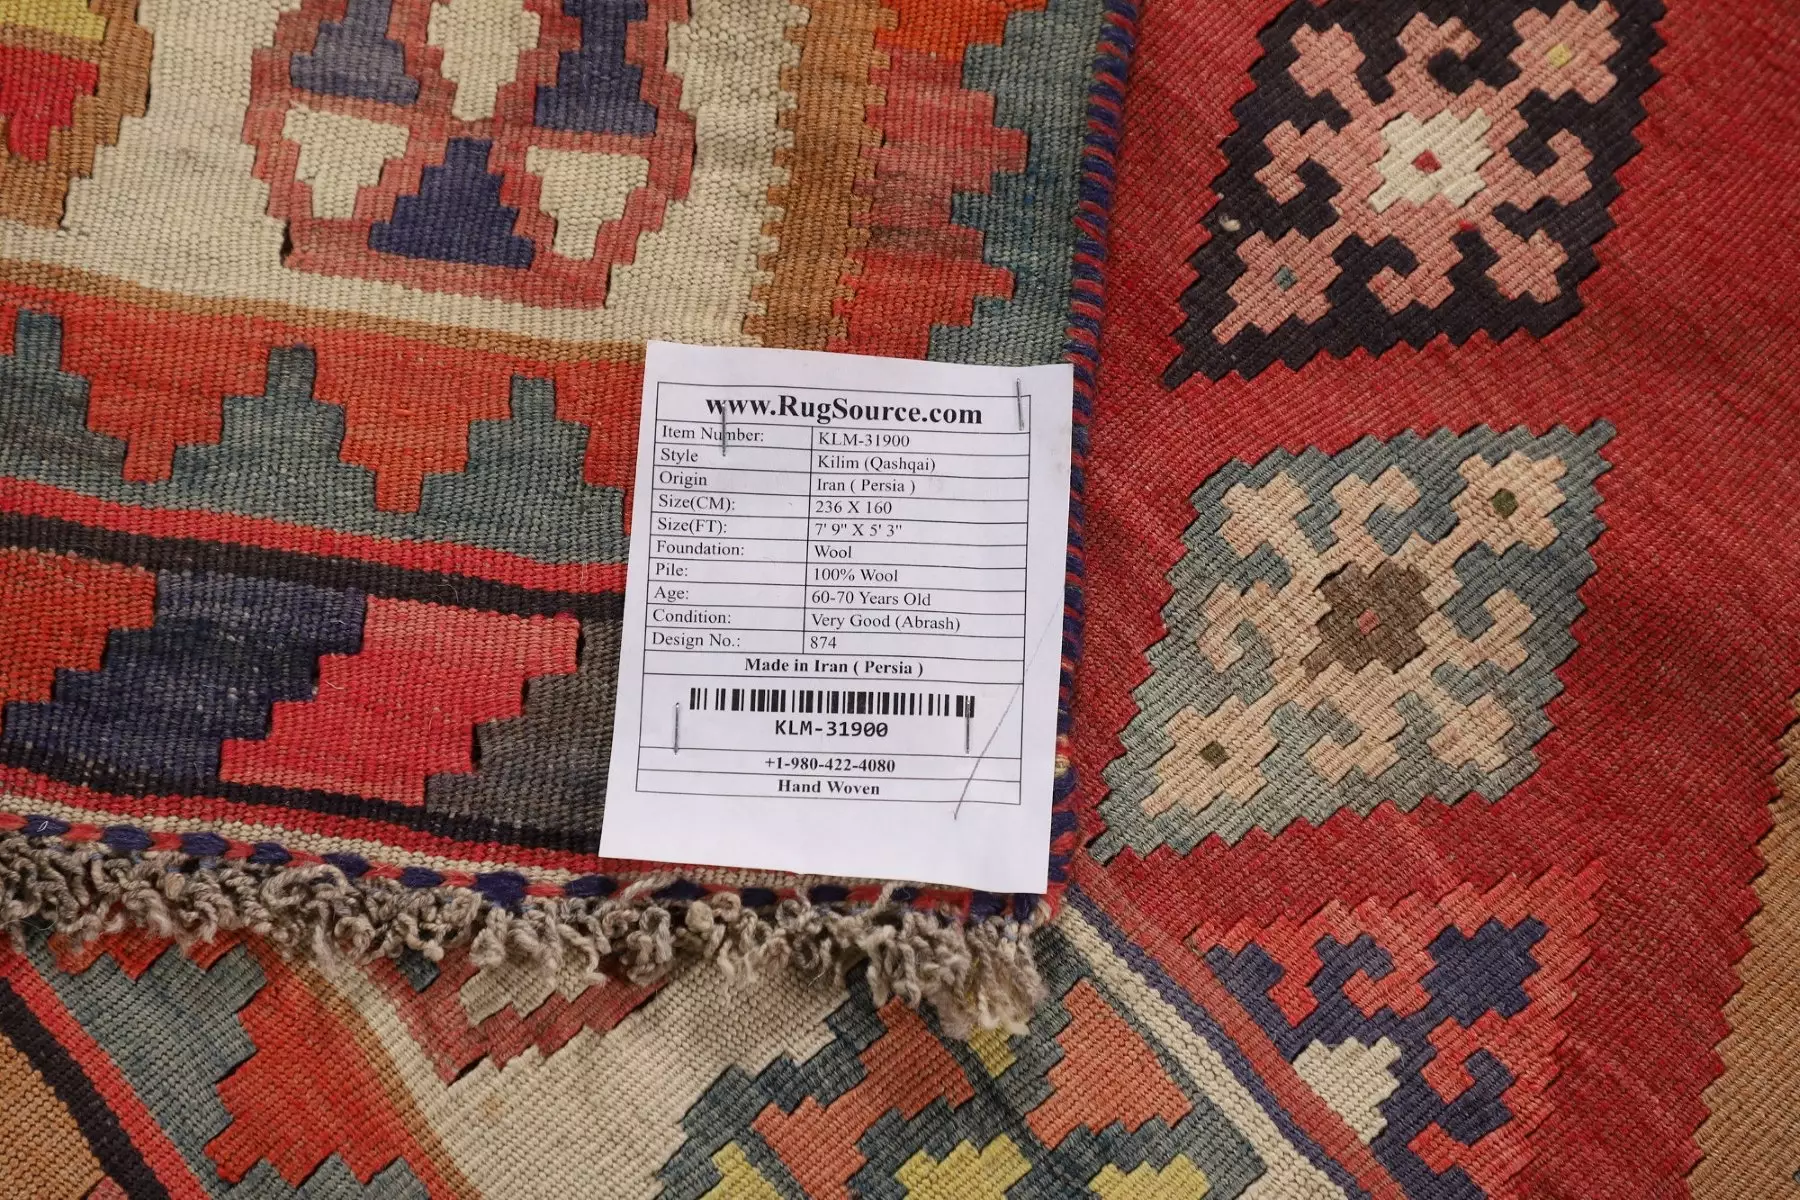 www.RugSource.com
Item Number: KLM-31900
Style Kilim (Qashqai)
Origin Iran ( Persia )
Size(CM): 236 X 160
Size(FT): 7' 9" X 5' 3"
Foundation: Wool
Pile: 100% Wool
Age: 60-70 Years Old
Condition: Very Good (Abrash)
Design No.: 874
Made in Iran ( Persia )
KLM-31900
+1-980-422-4080
Hand Woven